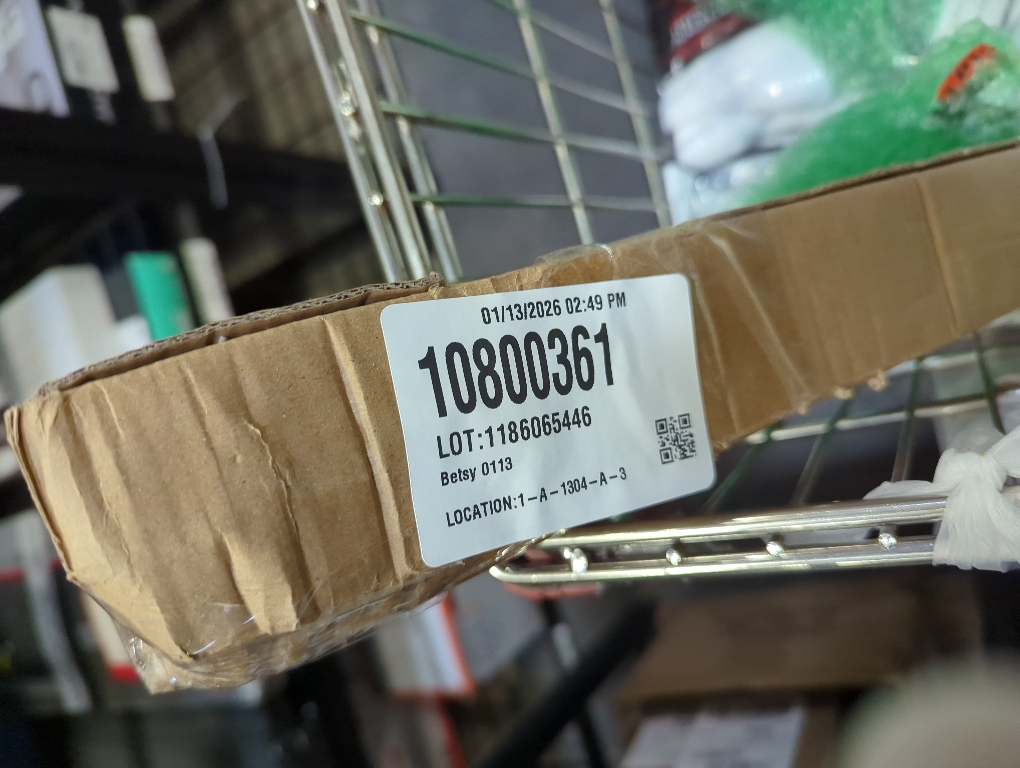 01/13/2026 02:49 PM
10800361
LOT:1186065446
Betsy 0113
LOCATION:1-A-1304-A-3